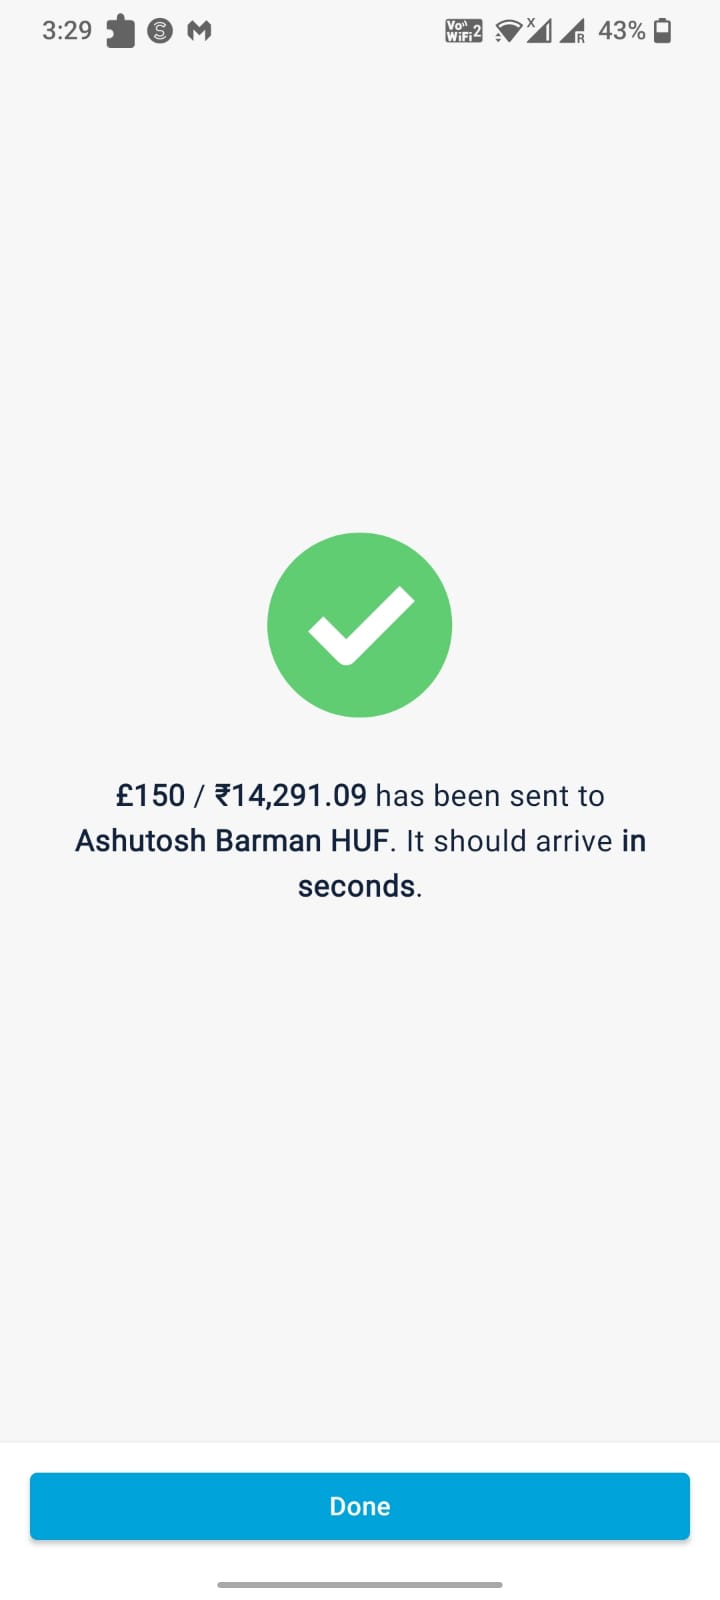 3:29
Vo)) WiFi 2
X
R
43%
£150 / ₹14,291.09 has been sent to
Ashutosh Barman HUF. It should arrive in
seconds.
Done